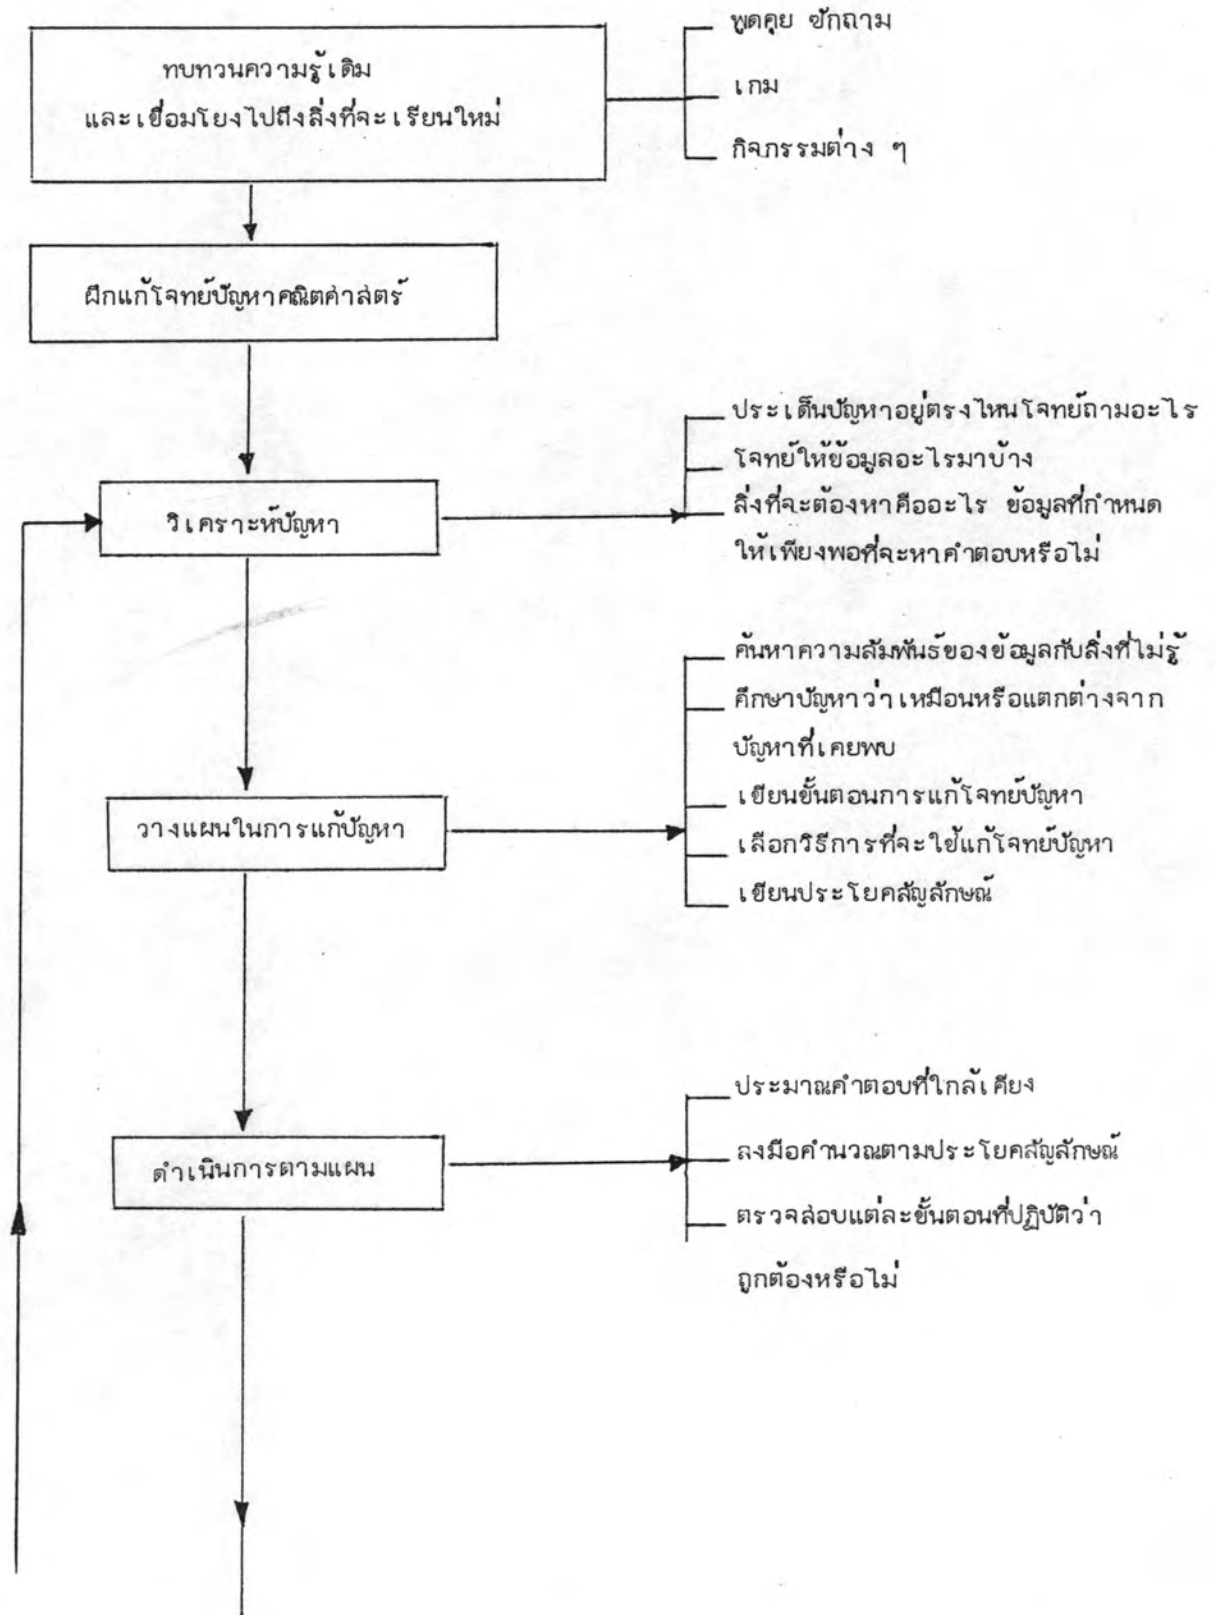 พูดคุย ซักถาม
ทบทวนความรู้เดิม
เกม
และเชื่อมโยงไปถึงสิ่งที่จะเรียนใหม่
กิจกรรมต่าง ๆ
ฝึกแก้โจทย์ปัญหาคณิตศาสตร์
ประเด็นปัญหาอยู่ตรงไหนโจทย์ถามอะไร
โจทย์ให้ข้อมูลอะไรมาบ้าง
สิ่งที่จะต้องหาคืออะไร ข้อมูลที่กำหนด
วิเคราะห์ปัญหา
ให้เพียงพอที่จะหาคำตอบหรือไม่
ค้นหาความสัมพันธ์ของข้อมูลกับสิ่งที่ไม่รู้
ศึกษาปัญหาว่าเหมือนหรือแตกต่างจาก
ปัญหาที่เคยพบ
เขียนขั้นตอนการแก้โจทย์ปัญหา
วางแผนในการแก้ปัญหา
เลือกวิธีการที่จะใช้แก้โจทย์ปัญหา
เขียนประโยคสัญลักษณ์
ประมาณคำตอบที่ใกล้เคียง
ลงมือคำนวณตามประโยคสัญลักษณ์
ดำเนินการตามแผน
ตรวจสอบแต่ละขั้นตอนที่ปฏิบัติว่า
ถูกต้องหรือไม่